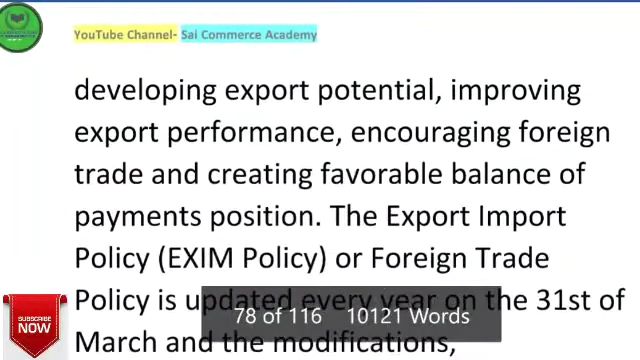 YouTube Channel- Sai Commerce Academy
developing export potential, improving
export performance, encouraging foreign
trade and creating favorable balance of
payments position. The Export Import
Policy (EXIM Policy) or Foreign Trade
Policy is updated every year on the 31st of
78 of 116 10121 Words
March and the modifications,
SUBSCRIBE
NOW